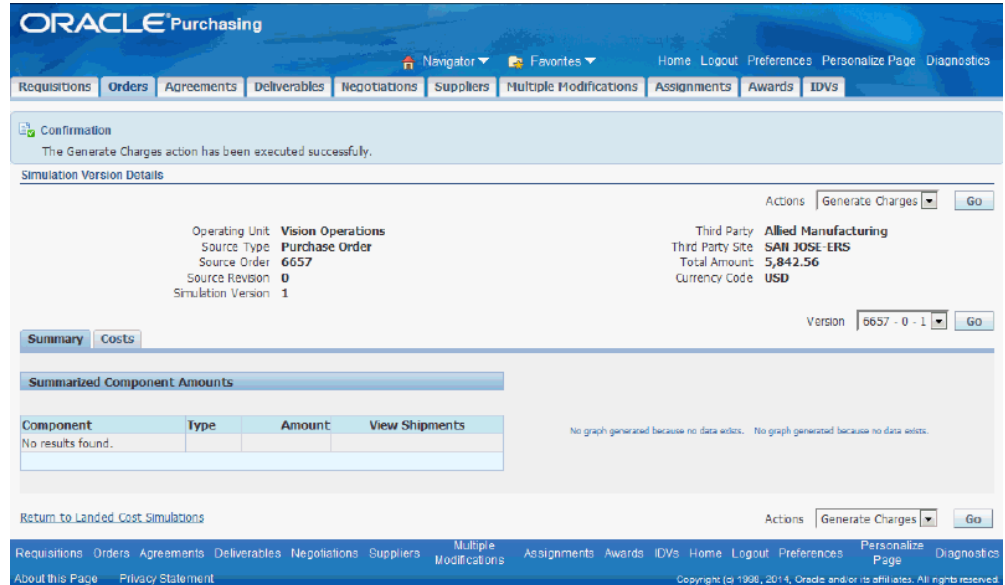 ORACLE Purchasing
Navigator Favorites Home Logout Preferences Personalize Page Diagnostics
Requisitions Orders Agreements Deliverables Negotiations Suppliers Multiple Modifications Assignments Awards IDVs
Confirmation
The Generate Charges action has been executed successfully.
Simulation Version Details
Actions Generate Charges Go
Operating Unit Vision Operations Third Party Allied Manufacturing
Source Type Purchase Order Third Party Site SAN JOSE-ERS
Source Order 6657 Total Amount 5,842.56
Source Revision 0 Currency Code USD
Simulation Version 1
Version 6657 - 0 - 1 Go
Summary Costs
Summarized Component Amounts
Component Type Amount View Shipments
No results found.
No graph generated because no data exists. No graph generated because no data exists.
Return to Landed Cost Simulations Actions Generate Charges Go
Requisitions Orders Agreements Deliverables Negotiations Suppliers Multiple Modifications Assignments Awards IDVs Home Logout Preferences Personalize Page Diagnostics
About this Page Privacy Statement Copyright (c) 1998, 2014, Oracle and/or its affiliates. All rights reserved.